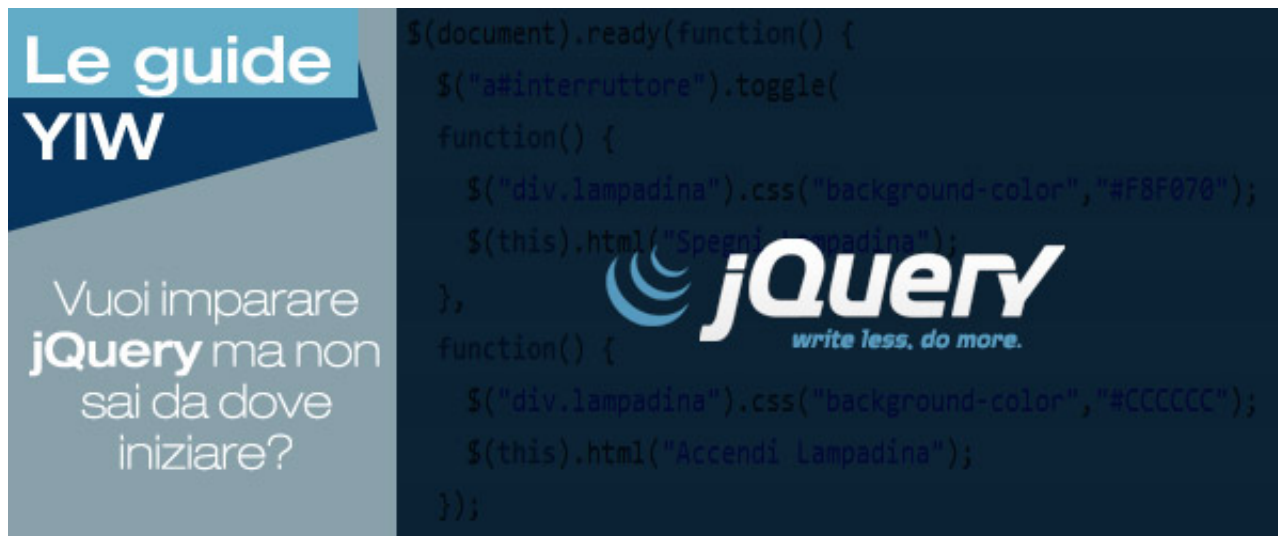 Le guide
YIW
Vuoi imparare
jQuery ma non
sai da dove
iniziare?
$(document).ready(function() {
$("a#interruttore").toggle(
function() {
$("div.lampadina").css("background-color","#F8F070");
$(this).html("Spegni Lampadina");
},
function() {
$("div.lampadina").css("background-color","#CCCCCC");
$(this).html("Accendi Lampadina");
});
jQuery
write less, do more.